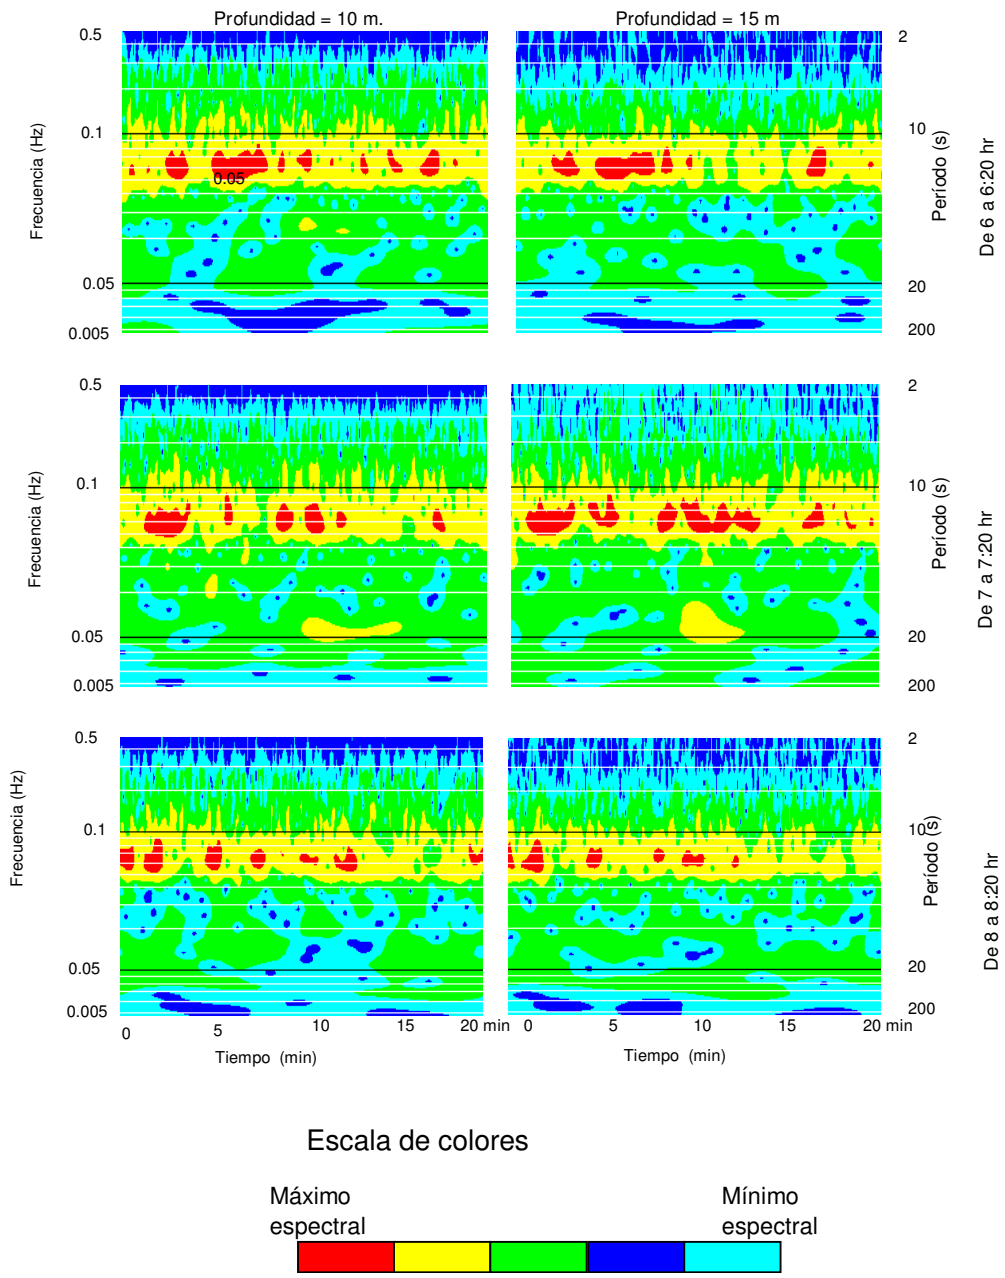 Profundidad = 10 m.
Profundidad = 15 m
0.5
2
0.1
10
0.05
0.05
20
0.005
200
Frecuencia (Hz)
Período (s)
De 6 a 6:20 hr
0.5
2
0.1
10
0.05
20
0.005
200
Frecuencia (Hz)
Período (s)
De 7 a 7:20 hr
0.5
2
0.1
10
0.05
20
0.005
200
Frecuencia (Hz)
Período (s)
De 8 a 8:20 hr
0 5 10 15 20 min
0 5 10 15 20 min
Tiempo (min)
Tiempo (min)
Escala de colores
Máximo espectral
Mínimo espectral